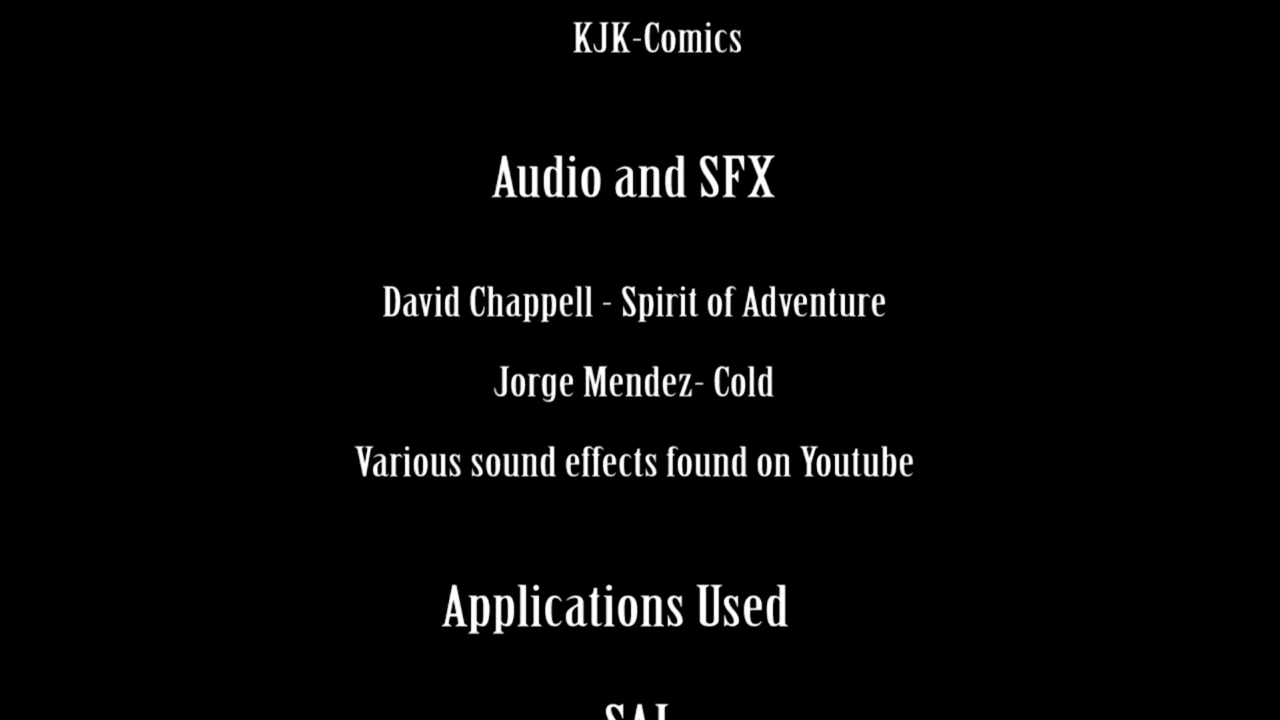 KJK-Comics
Audio and SFX
David Chappell - Spirit of Adventure
Jorge Mendez- Cold
Various sound effects found on Youtube
Applications Used
SAI